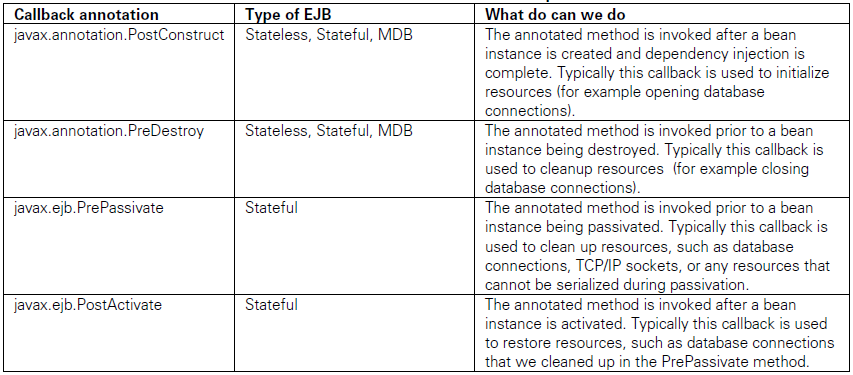 Callback annotation Type of EJB What do can we do
javax.annotation.PostConstruct Stateless, Stateful, MDB The annotated method is invoked after a bean
instance is created and dependency injection is
complete. Typically this callback is used to initialize
resources (for example opening database
connections).
javax.annotation.PreDestroy Stateless, Stateful, MDB The annotated method is invoked prior to a bean
instance being destroyed. Typically this callback is
used to cleanup resources (for example closing
database connections).
javax.ejb.PrePassivate Stateful The annotated method is invoked prior to a bean
instance being passivated. Typically this callback is
used to clean up resources, such as database
connections, TCP/IP sockets, or any resources that
cannot be serialized during passivation.
javax.ejb.PostActivate Stateful The annotated method is invoked after a bean
instance is activated. Typically this callback is used
to restore resources, such as database connections
that we cleaned up in the PrePassivate method.